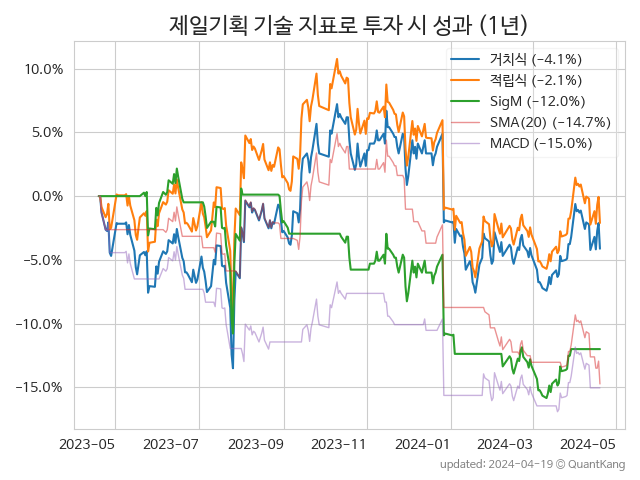 제일기획 기술 지표로 투자 시 성과 (1년)
거치식 (−4.1%)
적립식 (−2.1%)
SigM (−12.0%)
SMA(20) (−14.7%)
MACD (−15.0%)
10.0%
5.0%
0.0%
−5.0%
−10.0%
−15.0%
2023-05 2023-07 2023-09 2023-11 2024-01 2024-03 2024-05
updated: 2024-04-19 © QuantKang